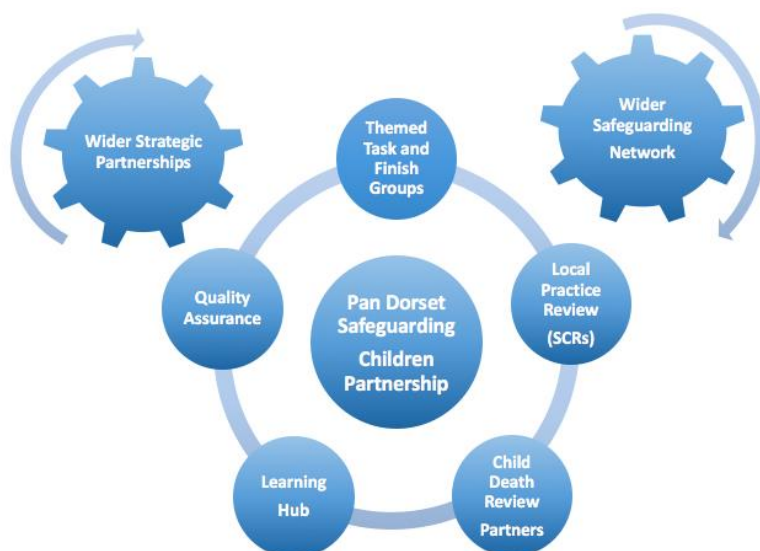 Wider Strategic
Partnerships
Themed
Task and
Finish
Groups
Wider
Safeguarding
Network
Quality
Assurance
Pan Dorset
Safeguarding
Children
Partnership
Local
Practice
Review
(SCRs)
Learning
Hub
Child
Death
Review
Partners